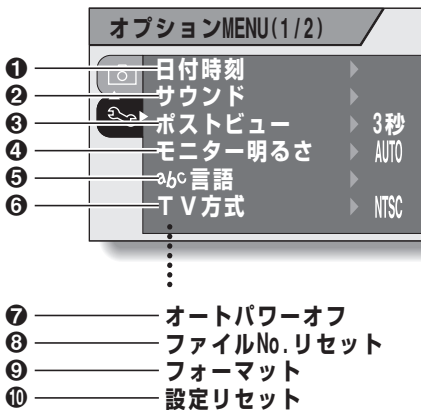 オプションMENU(1/2)
❶ 日付時刻
❷ サウンド
❸ ポストビュー 3秒
❹ モニター明るさ AUTO
❺ abc言語
❻ TV方式 NTSC
❼ オートパワーオフ
❽ ファイルNo.リセット
❾ フォーマット
❿ 設定リセット